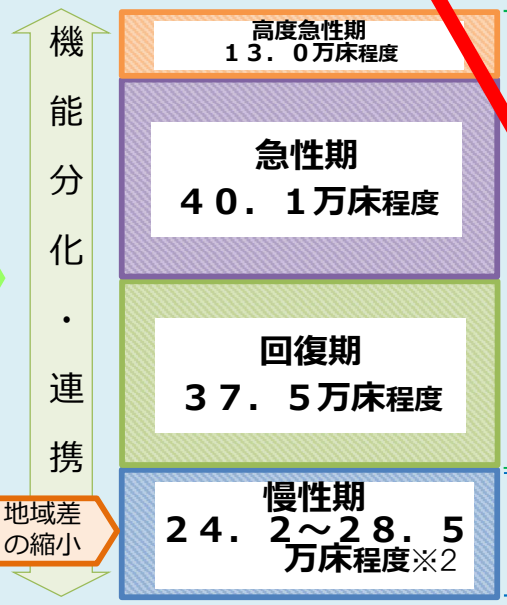 機能分化・連携
高度急性期
１３．０万床程度
急性期
４０．１万床程度
回復期
３７．５万床程度
地域差
の縮小
慢性期
２４．２～２８．５
万床程度※2